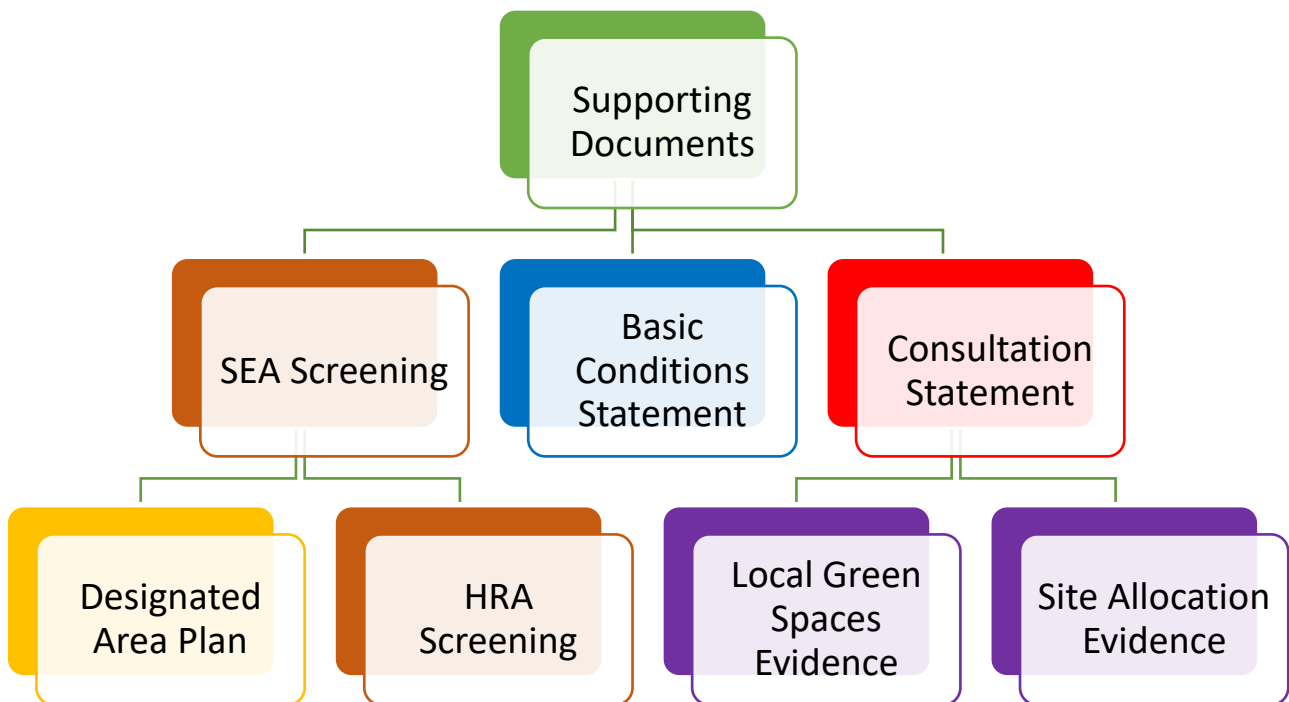 Supporting
Documents
SEA Screening
Basic
Conditions
Statement
Consultation
Statement
Designated
Area Plan
HRA
Screening
Local Green
Spaces
Evidence
Site Allocation
Evidence